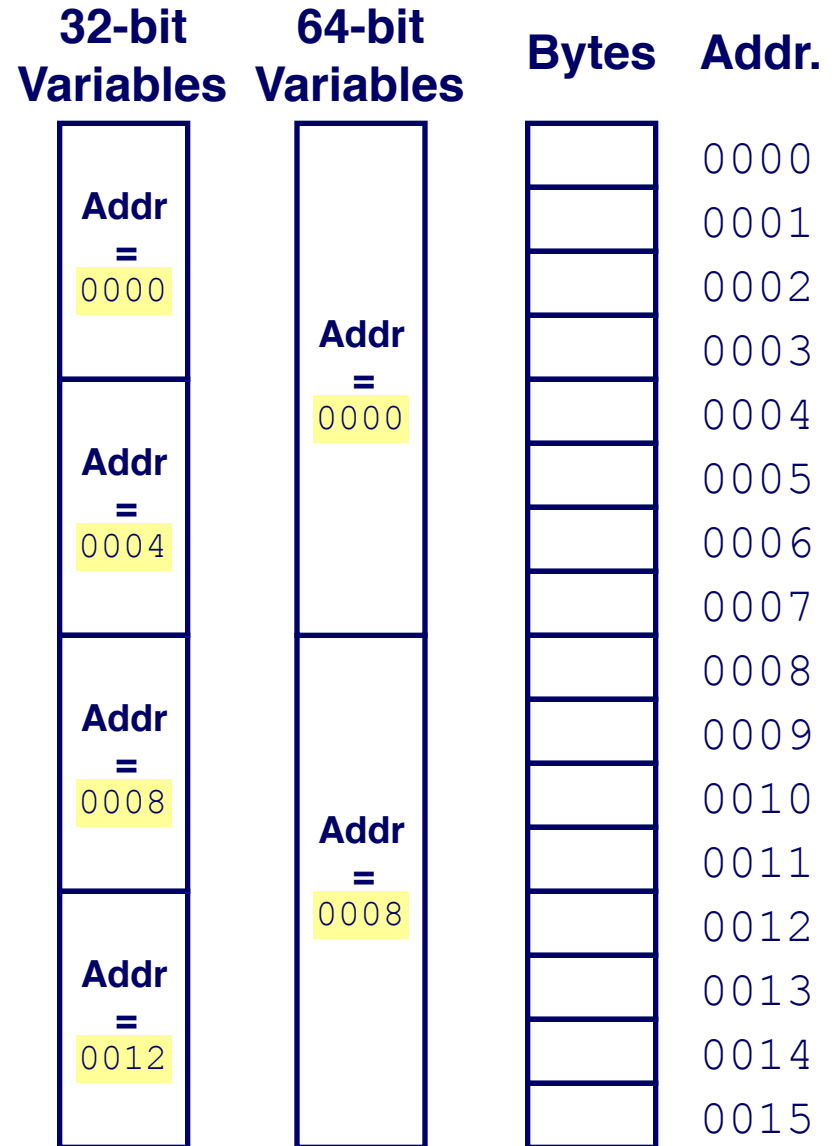 32-bit
Variables
64-bit
Variables
Bytes
Addr.
Addr
=
0000
Addr
=
0004
Addr
=
0008
Addr
=
0012
Addr
=
0000
Addr
=
0008
0000
0001
0002
0003
0004
0005
0006
0007
0008
0009
0010
0011
0012
0013
0014
0015